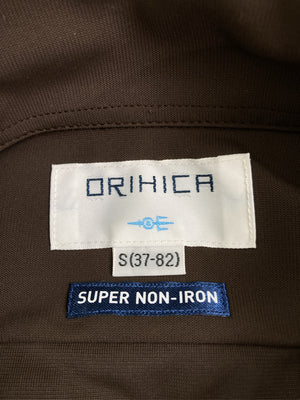 ORIHICA
S(37-82)
SUPER NON-IRON